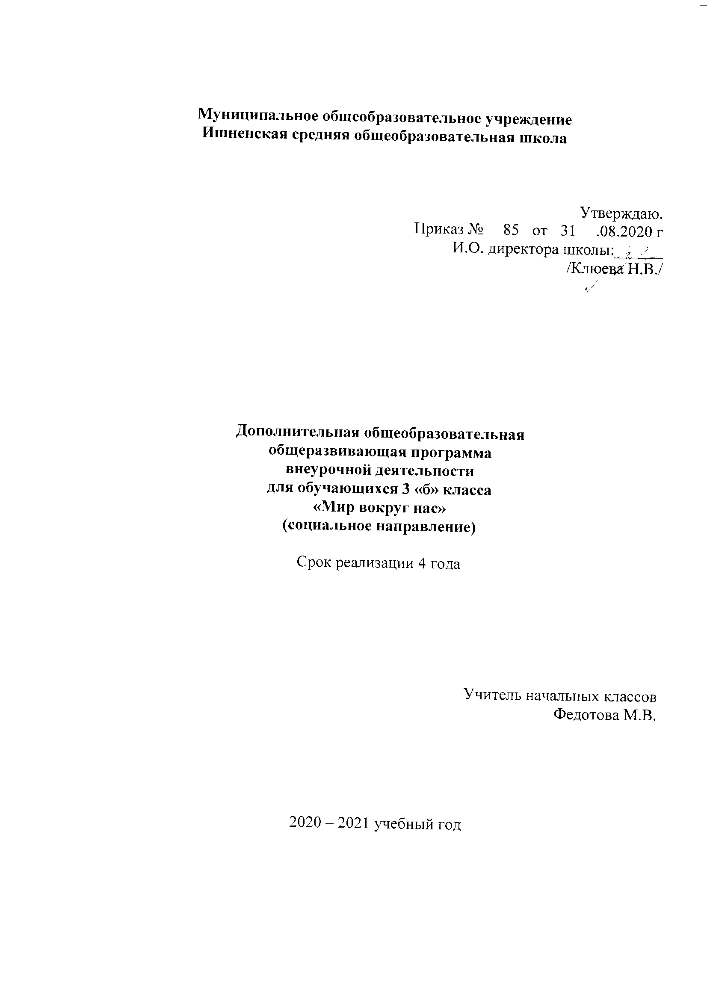 Муниципальное общеобразовательное учреждение
Ишненская средняя общеобразовательная школа
Утверждаю.
Приказ № 85 от 31 .08.2020 г
И.О. директора школы:
/Клюева Н.В./
Дополнительная общеобразовательная
общеразвивающая программа
внеурочной деятельности
для обучающихся 3 «б» класса
«Мир вокруг нас»
(социальное направление)
Срок реализации 4 года
Учитель начальных классов
Федотова М.В.
2020 – 2021 учебный год